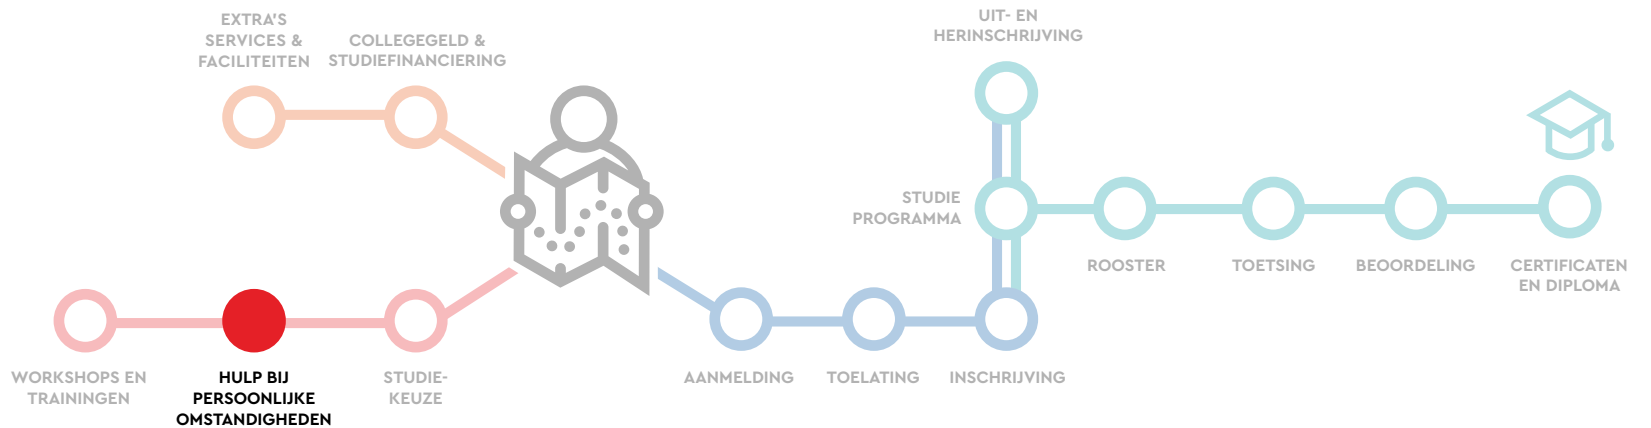 EXTRA'S
SERVICES &
FACILITEITEN
COLLEGEGELD &
STUDIEFINANCIERING
UIT- EN
HERINSCHRIJVING
STUDIE
PROGRAMMA
ROOSTER
TOETSING
BEOORDELING
CERTIFICATEN
EN DIPLOMA
WORKSHOPS EN
TRAININGEN
HULP BIJ
PERSOONLIJKE
OMSTANDIGHEDEN
STUDIE-
KEUZE
AANMELDING
TOELATING
INSCHRIJVING